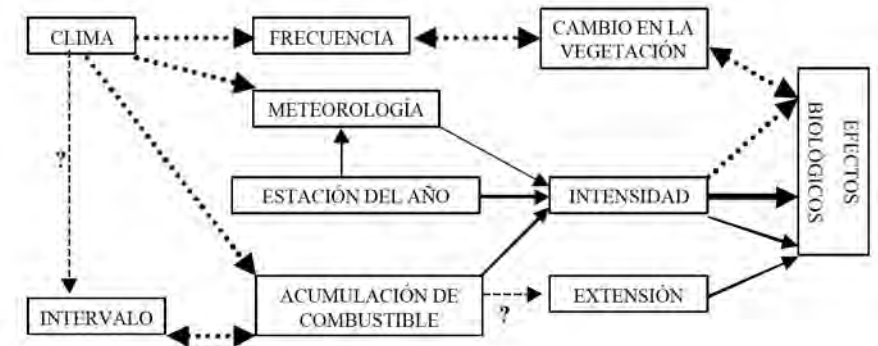 CLIMA
FRECUENCIA
CAMBIO EN LA
VEGETACIÓN
METEOROLOGÍA
?
ESTACIÓN DEL AÑO
INTENSIDAD
EFECTOS
BIOLÓGICOS
INTERVALO
ACUMULACIÓN DE
COMBUSTIBLE
?
EXTENSIÓN